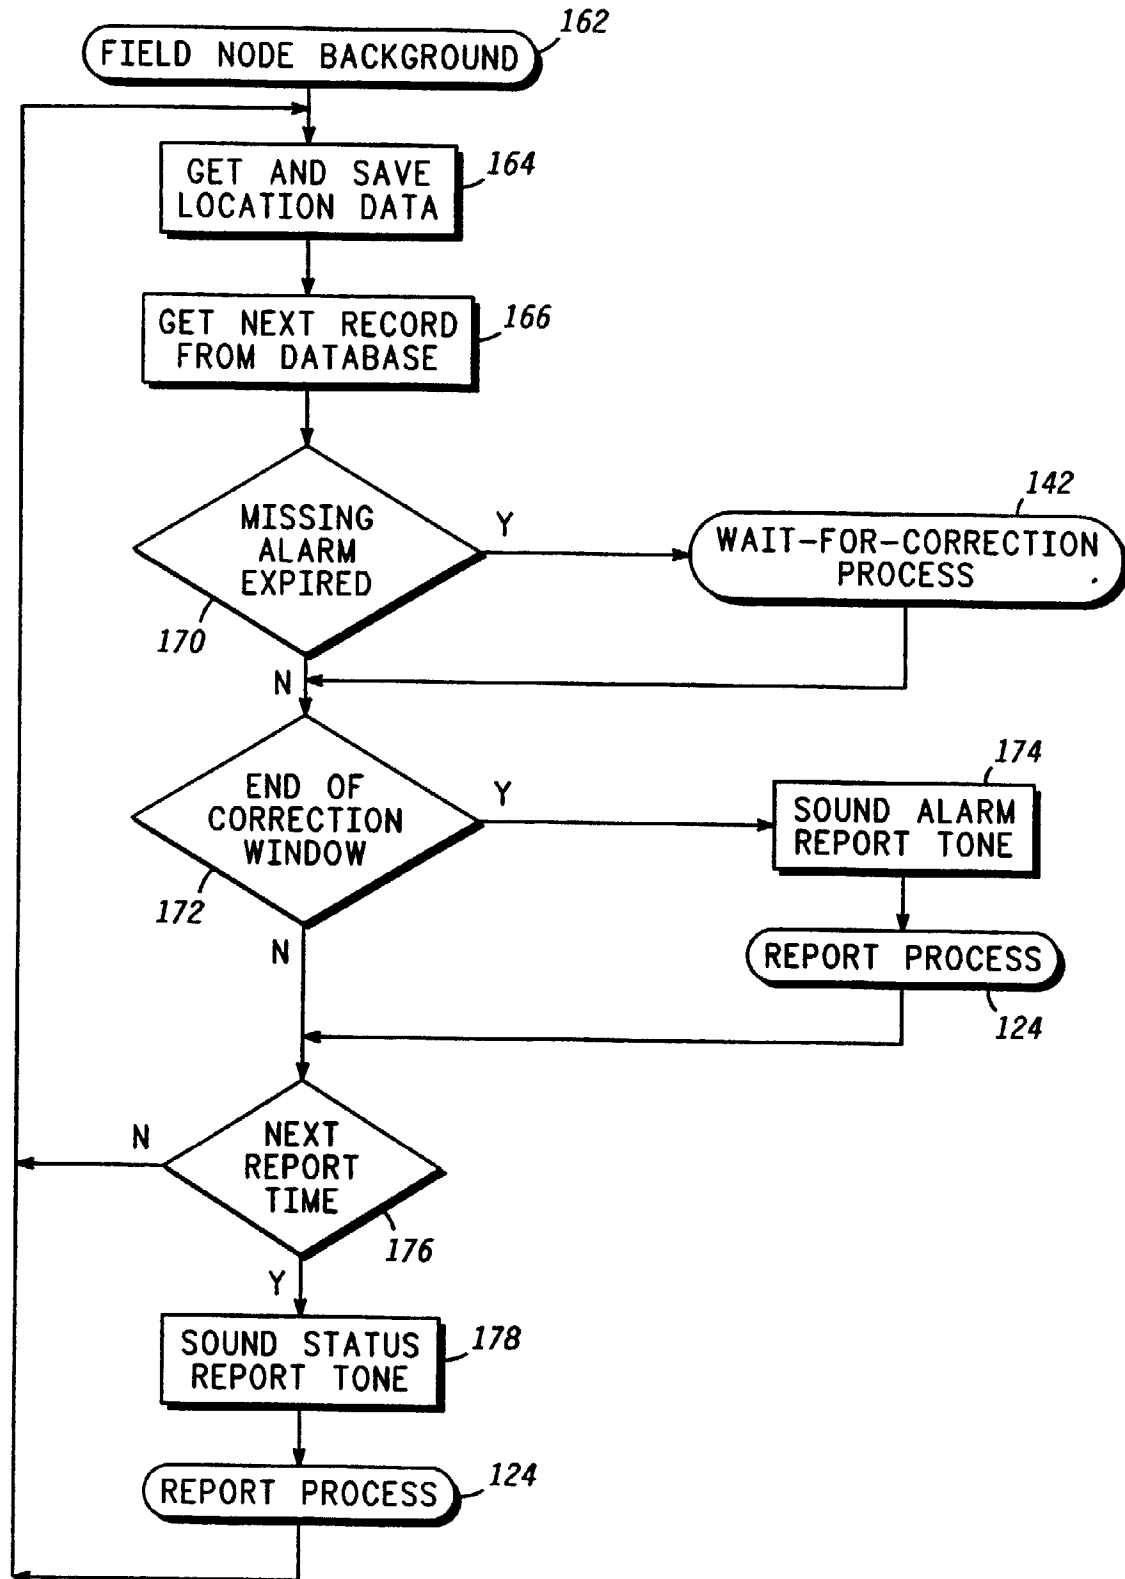 162
FIELD NODE BACKGROUND
GET AND SAVE
LOCATION DATA
164
GET NEXT RECORD
FROM DATABASE
166
MISSING
ALARM
EXPIRED
170
Y
N
142
WAIT-FOR-CORRECTION
PROCESS
END OF
CORRECTION
WINDOW
172
Y
N
174
SOUND ALARM
REPORT TONE
REPORT PROCESS
124
NEXT
REPORT
TIME
176
N
Y
SOUND STATUS
REPORT TONE
178
REPORT PROCESS
124